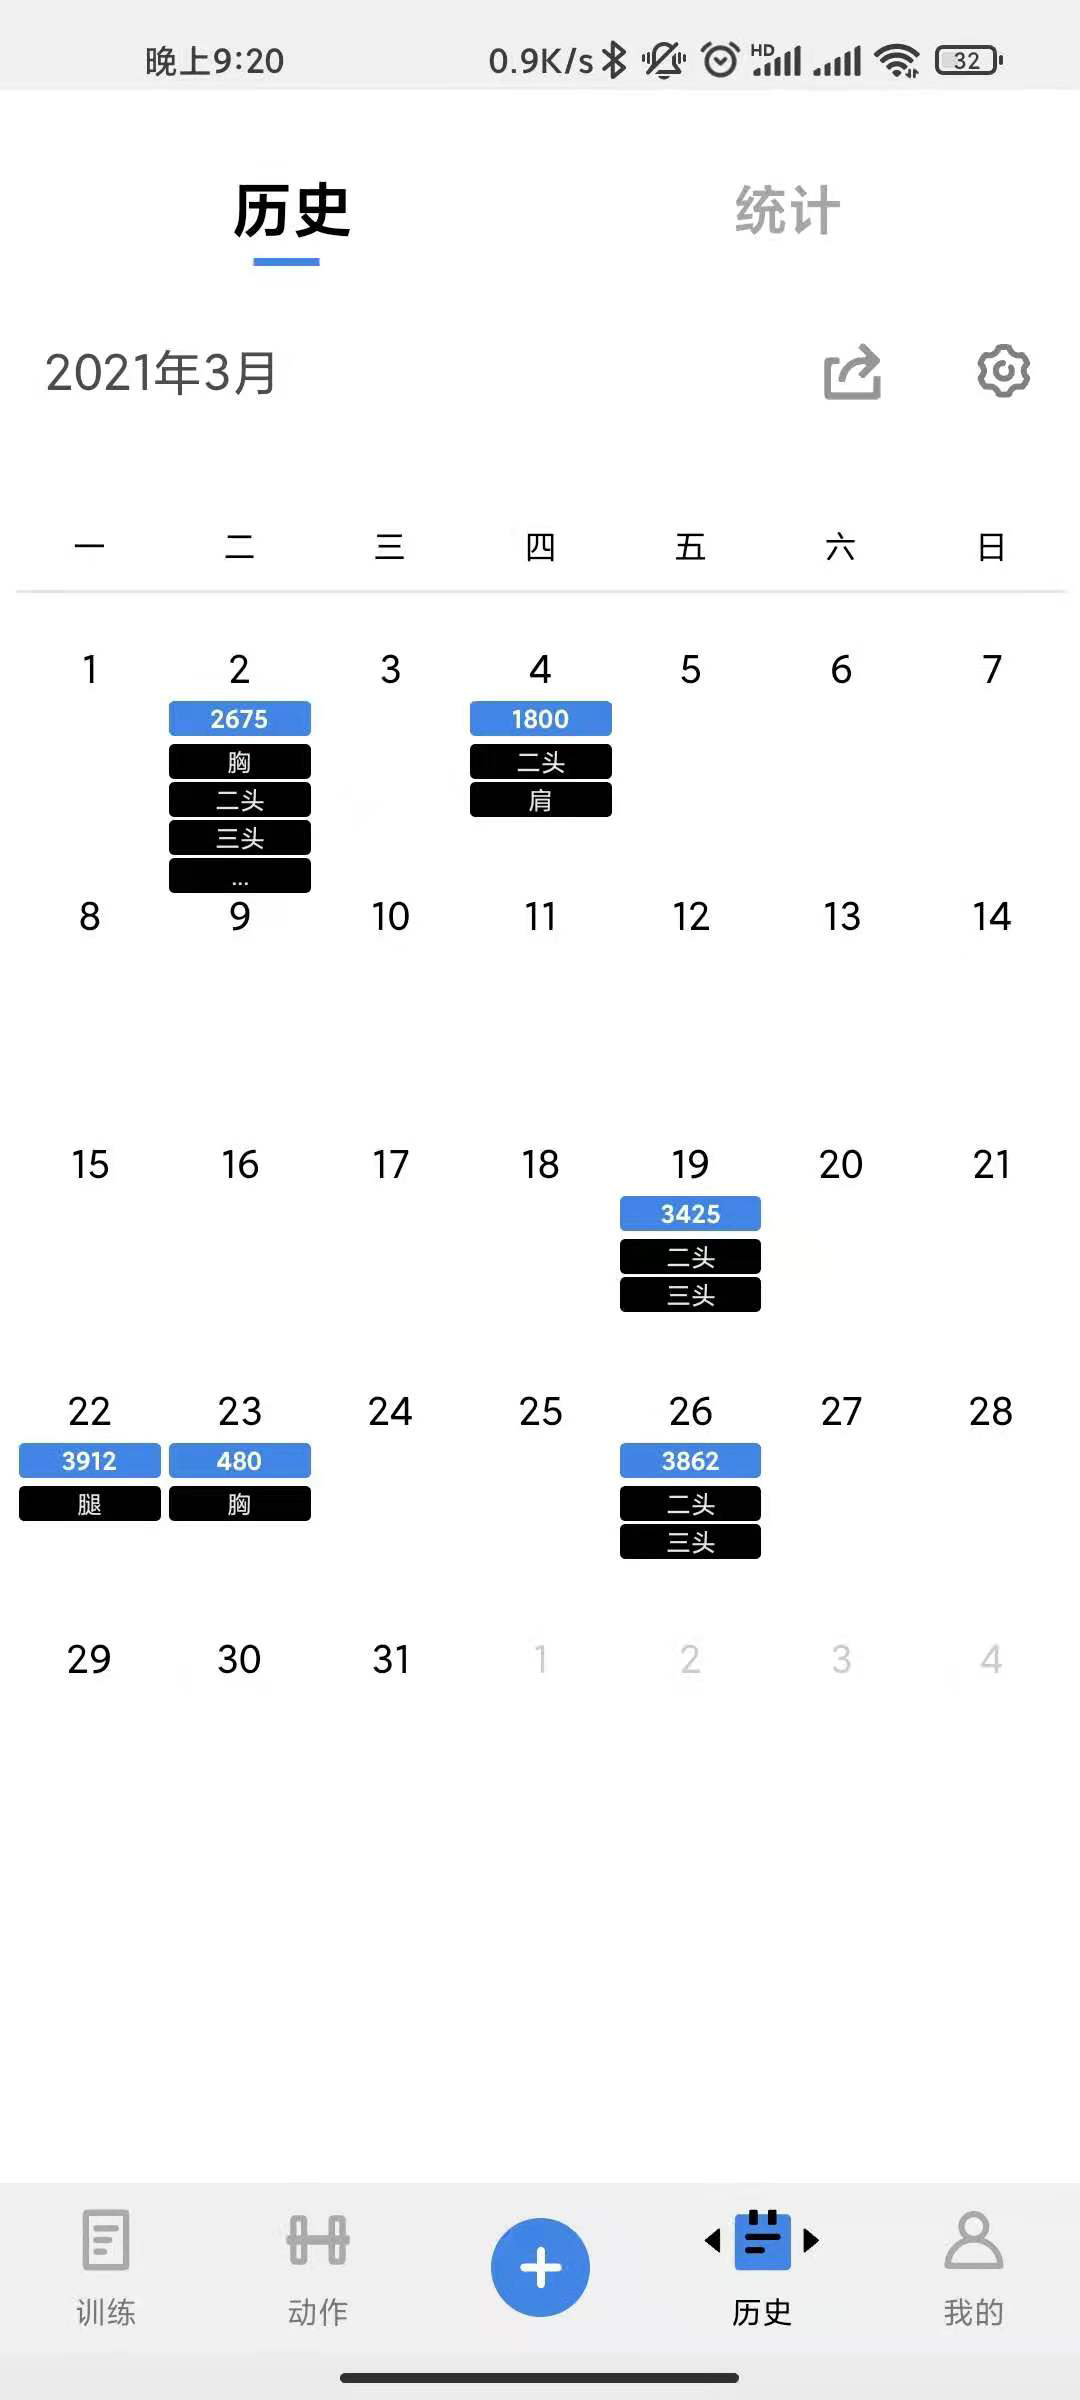 晚上9:20 0.9K/s HD 32
历史 统计
2021年3月
一 二 三 四 五 六 日
1 2 3 4 5 6 7
2675 1800
胸 二头
二头 肩
三头
...
8 9 10 11 12 13 14
15 16 17 18 19 20 21
3425
二头
三头
22 23 24 25 26 27 28
3912 480 3862
腿 胸 二头
三头
29 30 31 1 2 3 4
训练 动作 历史 我的